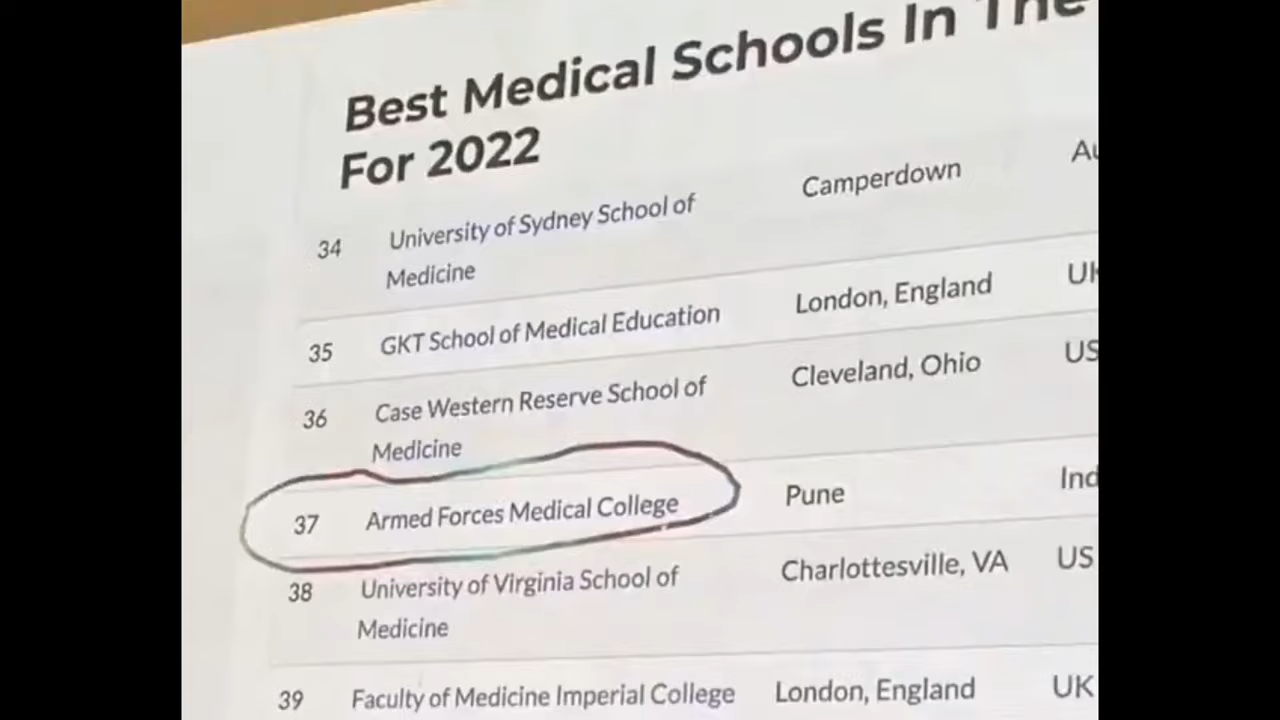 Best Medical Schools In The
For 2022
34 University of Sydney School of Medicine Camperdown
35 GKT School of Medical Education London, England
36 Case Western Reserve School of Medicine Cleveland, Ohio US
37 Armed Forces Medical College Pune
38 University of Virginia School of Medicine Charlottesville, VA US
39 Faculty of Medicine Imperial College London, England UK